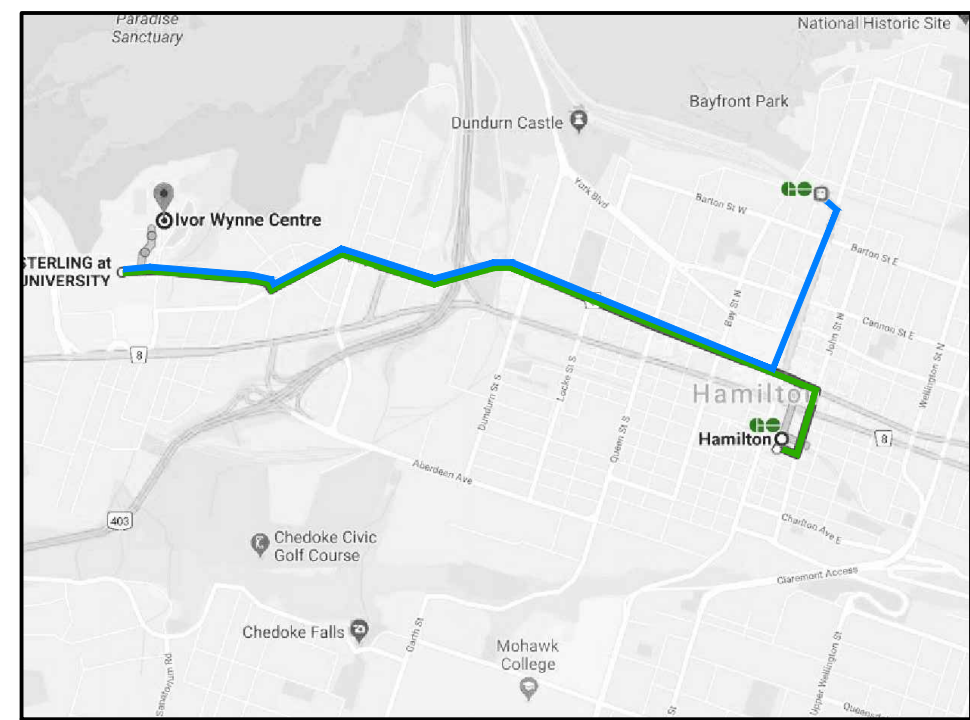 Paradise
Sanctuary
National Historic Site
Bayfront Park
Dundurn Castle
GO
York Blvd
Barton St W
Ivor Wynne Centre
Barton St E
STERLING at
UNIVERSITY
Bay St N
John St N
Cannon St E
8
Wellington St N
Locke St S
Dundurn St S
Hamilton
Queen St S
GO
Hamilton
8
Aberdeen Ave
403
Charlton Ave E
Chedoke Civic
Golf Course
Claremont Access
Chedoke Falls
Garth St
Mohawk
College
Sanatorium Rd
Upper Wellington St
St